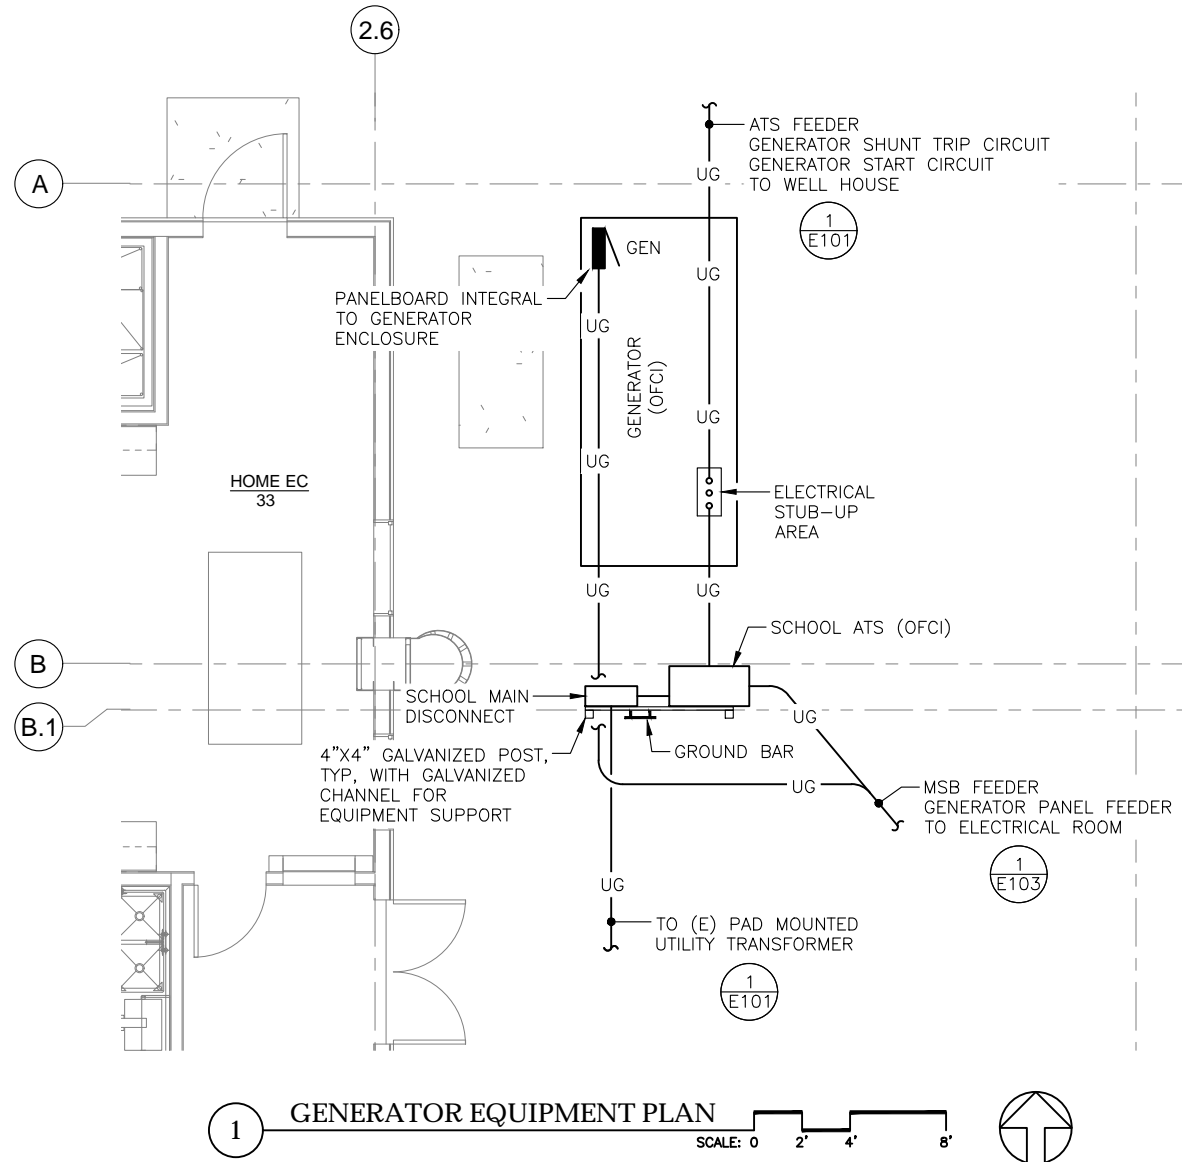 2.6
ATS FEEDER
GENERATOR SHUNT TRIP CIRCUIT
GENERATOR START CIRCUIT
TO WELL HOUSE
UG
A
1
E101
GEN
UG
PANELBOARD INTEGRAL
TO GENERATOR
ENCLOSURE
UG
GENERATOR
(OFCI)
UG
UG
HOME EC
33
ELECTRICAL
STUB-UP
AREA
UG
UG
SCHOOL ATS (OFCI)
B
SCHOOL MAIN
DISCONNECT
B.1
UG
GROUND BAR
4"X4" GALVANIZED POST,
TYP, WITH GALVANIZED
CHANNEL FOR
EQUIPMENT SUPPORT
UG
MSB FEEDER
GENERATOR PANEL FEEDER
TO ELECTRICAL ROOM
1
E103
UG
TO (E) PAD MOUNTED
UTILITY TRANSFORMER
1
E101
1
GENERATOR EQUIPMENT PLAN
SCALE: 0 2' 4' 8'